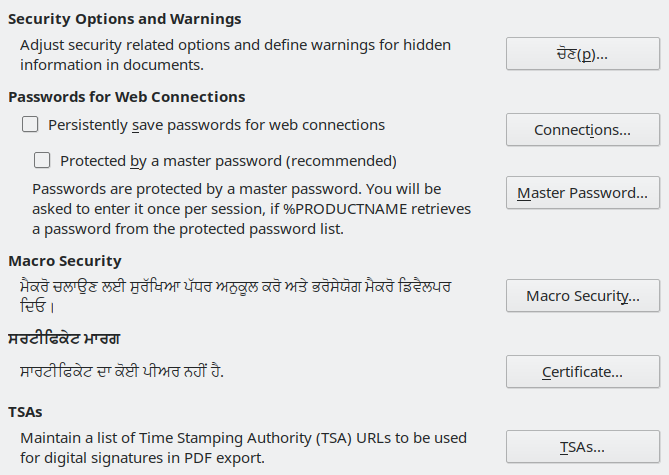 Security Options and Warnings
Adjust security related options and define warnings for hidden
information in documents.
ਚੋਣ(p)...
Passwords for Web Connections
Persistently save passwords for web connections
Connections...
Protected by a master password (recommended)
Passwords are protected by a master password. You will be
asked to enter it once per session, if %PRODUCTNAME retrieves
a password from the protected password list.
Master Password...
Macro Security
ਮੈਕਰੋ ਚਲਾਉਣ ਲਈ ਸੁਰੱਖਿਆ ਪੱਧਰ ਅਨੁਕੂਲ ਕਰੋ ਅਤੇ ਭਰੋਸੇਯੋਗ ਮੈਕਰੋ ਡਿਵੈਲਪਰ
ਦਿਓ।
Macro Security...
ਸਰਟੀਫਿਕੇਟ ਮਾਰਗ
ਸਾਰਟੀਫਿਕੇਟ ਦਾ ਕੋਈ ਪੀਅਰ ਨਹੀਂ ਹੈ.
Certificate...
TSAs
Maintain a list of Time Stamping Authority (TSA) URLs to be used
for digital signatures in PDF export.
TSAs...